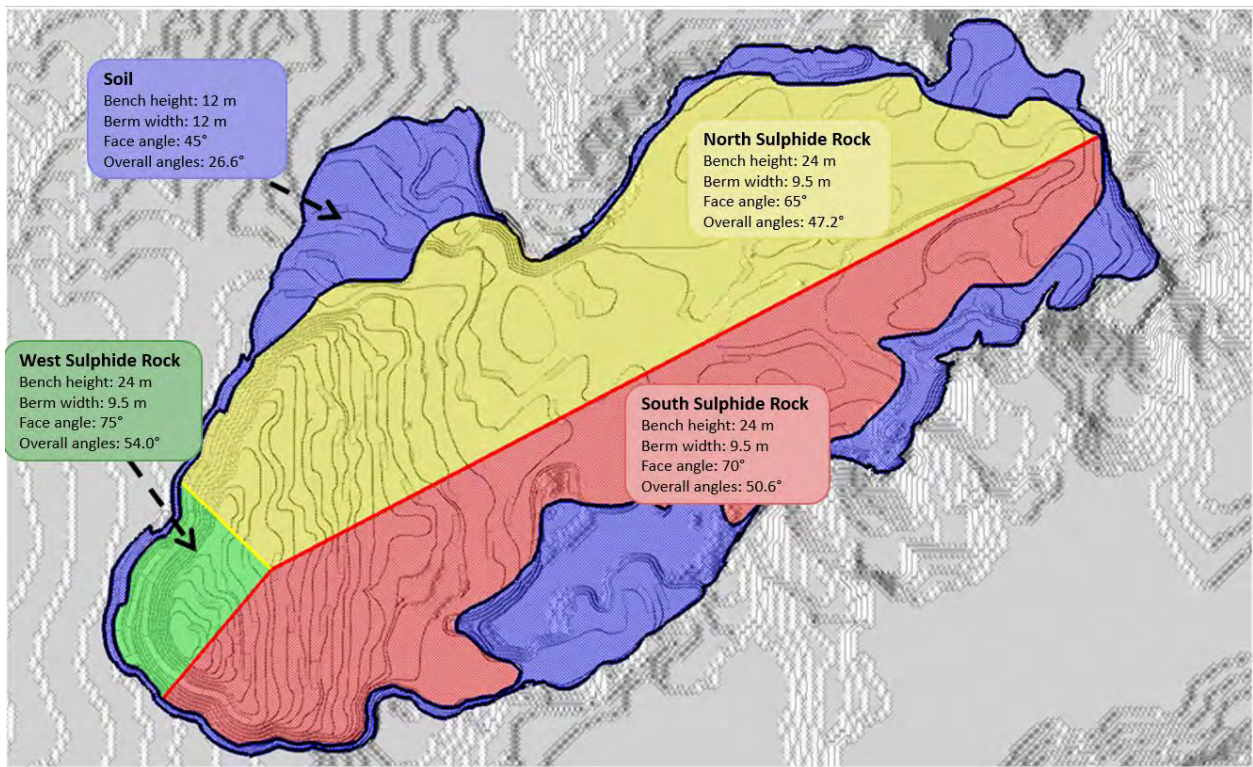 Soil
Bench height: 12 m
Berm width: 12 m
Face angle: 45°
Overall angles: 26.6°
North Sulphide Rock
Bench height: 24 m
Berm width: 9.5 m
Face angle: 65°
Overall angles: 47.2°
West Sulphide Rock
Bench height: 24 m
Berm width: 9.5 m
Face angle: 75°
Overall angles: 54.0°
South Sulphide Rock
Bench height: 24 m
Berm width: 9.5 m
Face angle: 70°
Overall angles: 50.6°